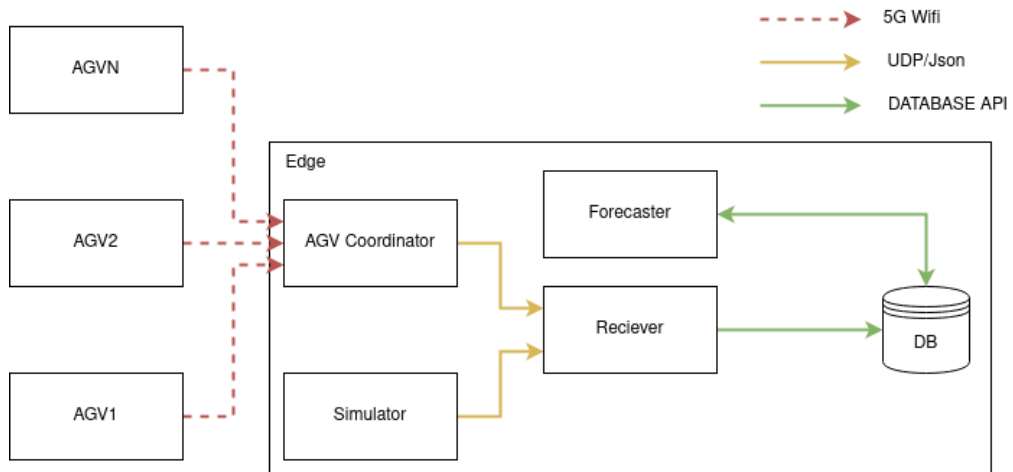 5G Wifi
AGVN
UDP/Json
DATABASE API
Edge
Forecaster
AGV2
AGV Coordinator
Reciever
DB
AGV1
Simulator